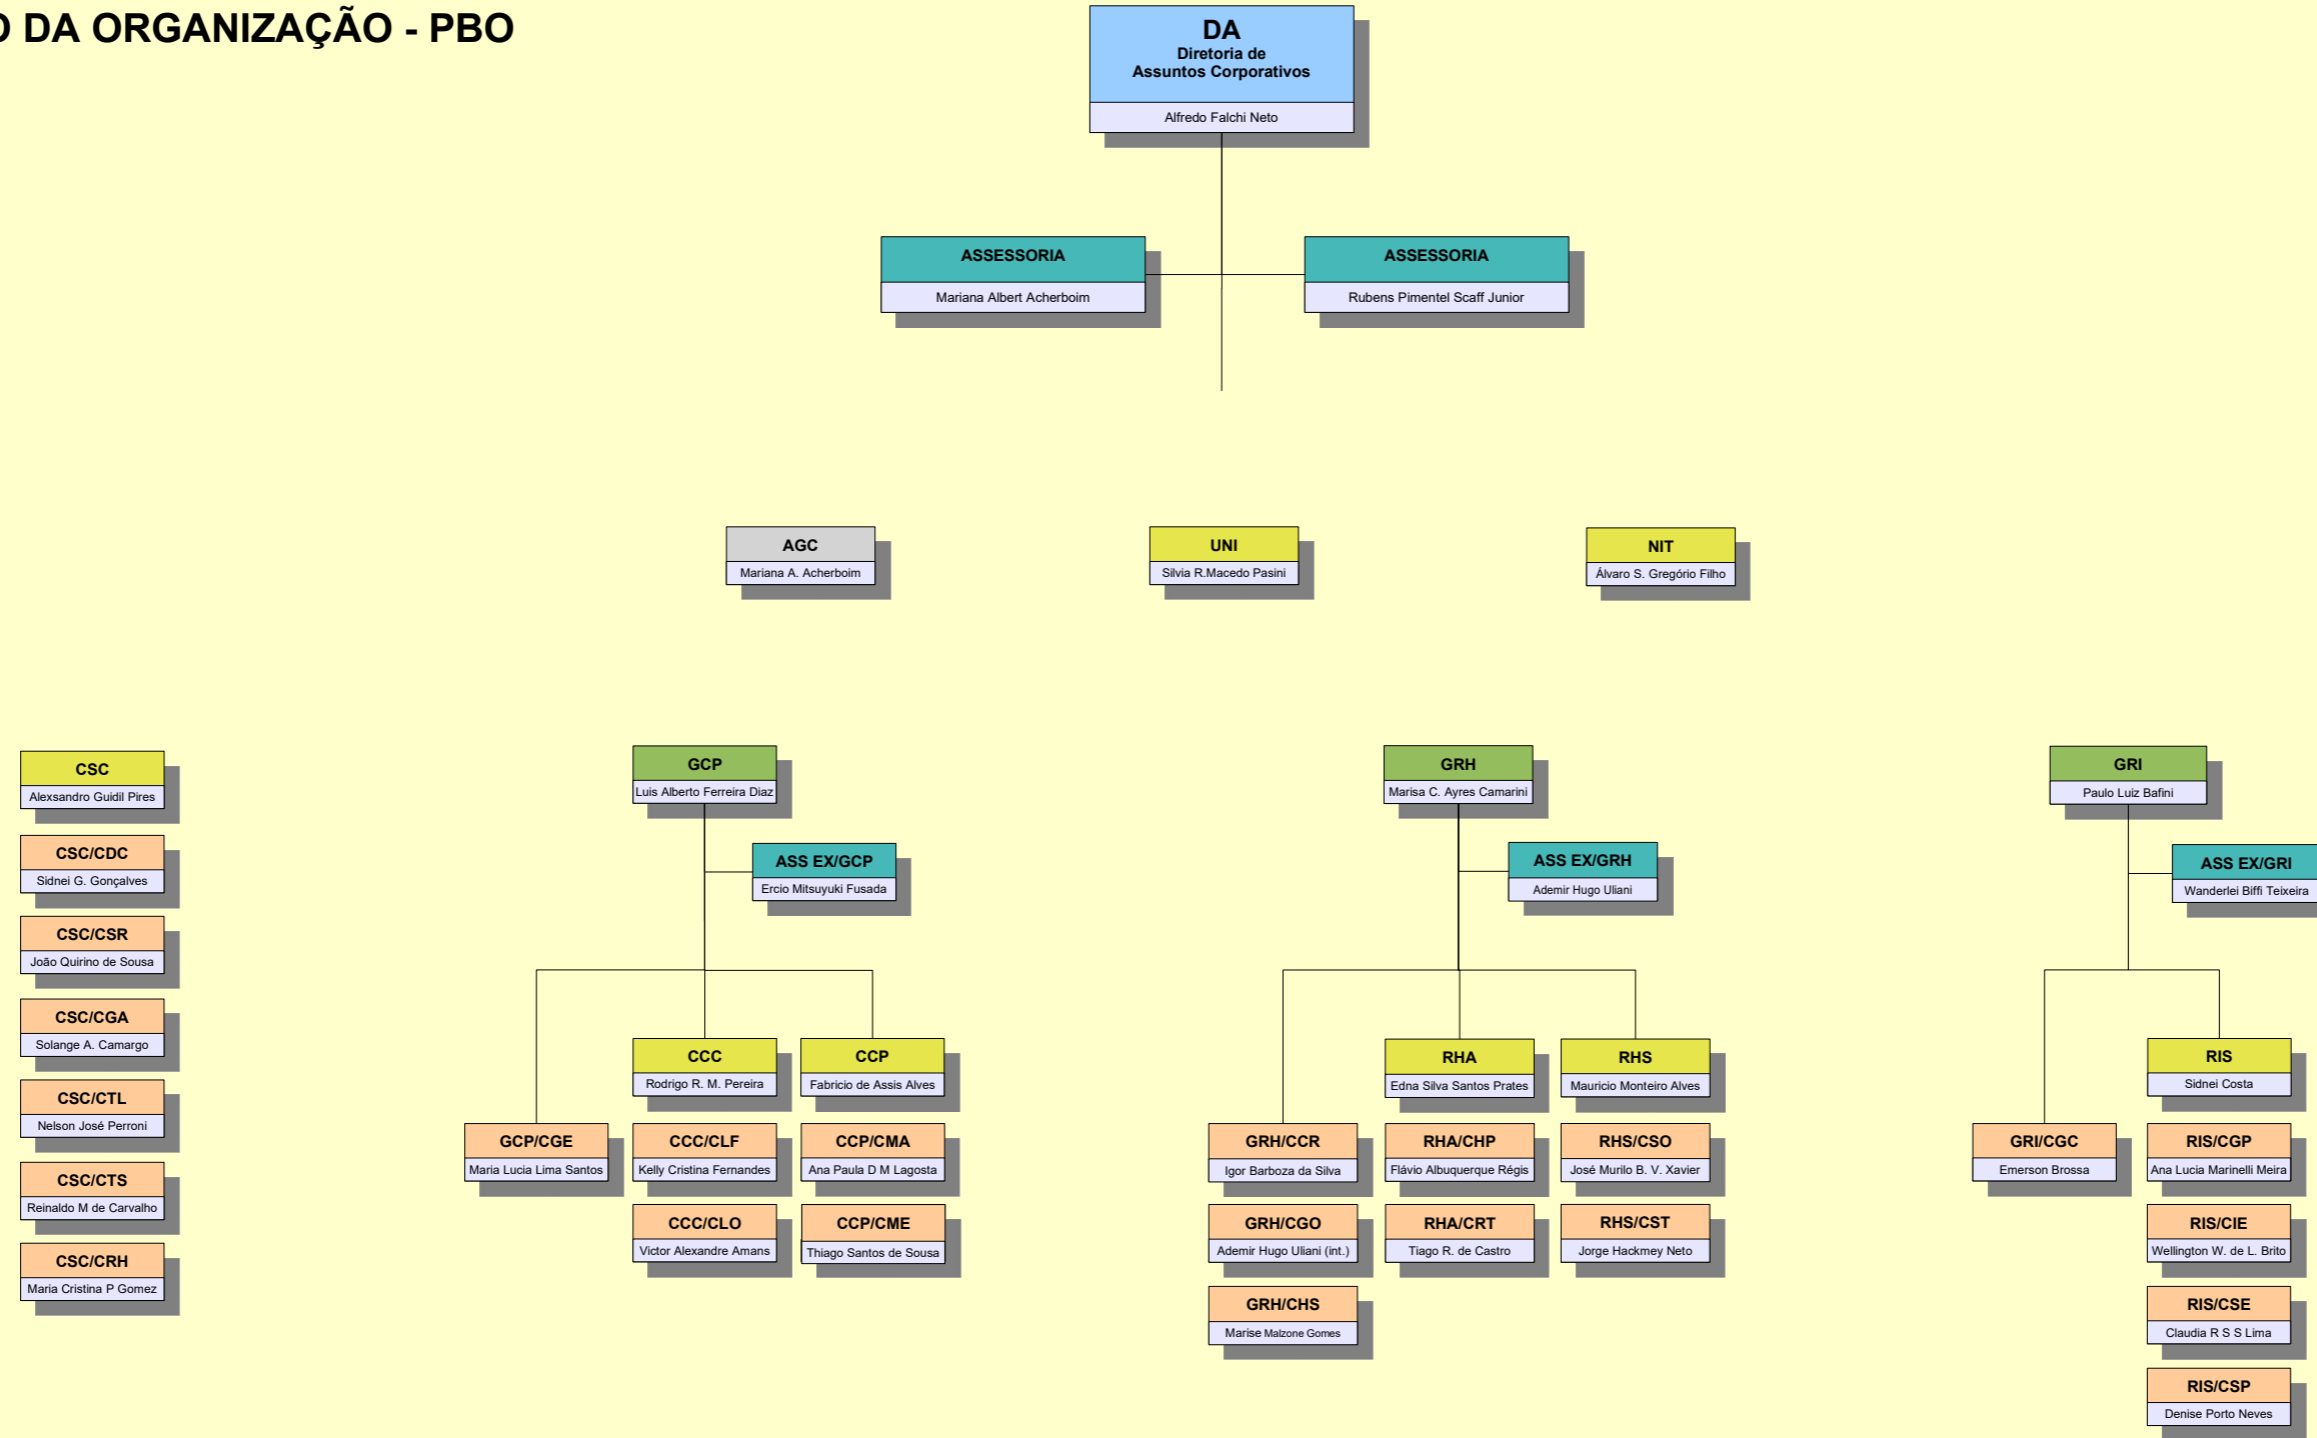 O DA ORGANIZAÇÃO - PBO
DA
Diretoria de
Assuntos Corporativos
Alfredo Falchi Neto
ASSESSORIA
Mariana Albert Acherboim
ASSESSORIA
Rubens Pimentel Scaff Junior
AGC
Mariana A. Acherboim
UNI
Silvia R.Macedo Pasini
NIT
Álvaro S. Gregório Filho
CSC
Alexsandro Guidil Pires
CSC/CDC
Sidnei G. Gonçalves
CSC/CSR
João Quirino de Sousa
CSC/CGA
Solange A. Camargo
CSC/CTL
Nelson José Perroni
CSC/CTS
Reinaldo M de Carvalho
CSC/CRH
Maria Cristina P Gomez
GCP
Luis Alberto Ferreira Diaz
ASS EX/GCP
Ercio Mitsuyuki Fusada
GCP/CGE
Maria Lucia Lima Santos
CCC
Rodrigo R. M. Pereira
CCC/CLF
Kelly Cristina Fernandes
CCC/CLO
Victor Alexandre Amans
CCP
Fabricio de Assis Alves
CCP/CMA
Ana Paula D M Lagosta
CCP/CME
Thiago Santos de Sousa
GRH
Marisa C. Ayres Camarini
ASS EX/GRH
Ademir Hugo Uliani
GRH/CCR
Igor Barboza da Silva
GRH/CGO
Ademir Hugo Uliani (int.)
GRH/CHS
Marise Malzone Gomes
RHA
Edna Silva Santos Prates
RHA/CHP
Flávio Albuquerque Régis
RHA/CRT
Tiago R. de Castro
RHS
Mauricio Monteiro Alves
RHS/CSO
José Murilo B. V. Xavier
RHS/CST
Jorge Hackmey Neto
GRI
Paulo Luiz Bafini
ASS EX/GRI
Wanderlei Biffi Teixeira
GRI/CGC
Emerson Brossa
RIS
Sidnei Costa
RIS/CGP
Ana Lucia Marinelli Meira
RIS/CIE
Wellington W. de L. Brito
RIS/CSE
Claudia R S S Lima
RIS/CSP
Denise Porto Neves